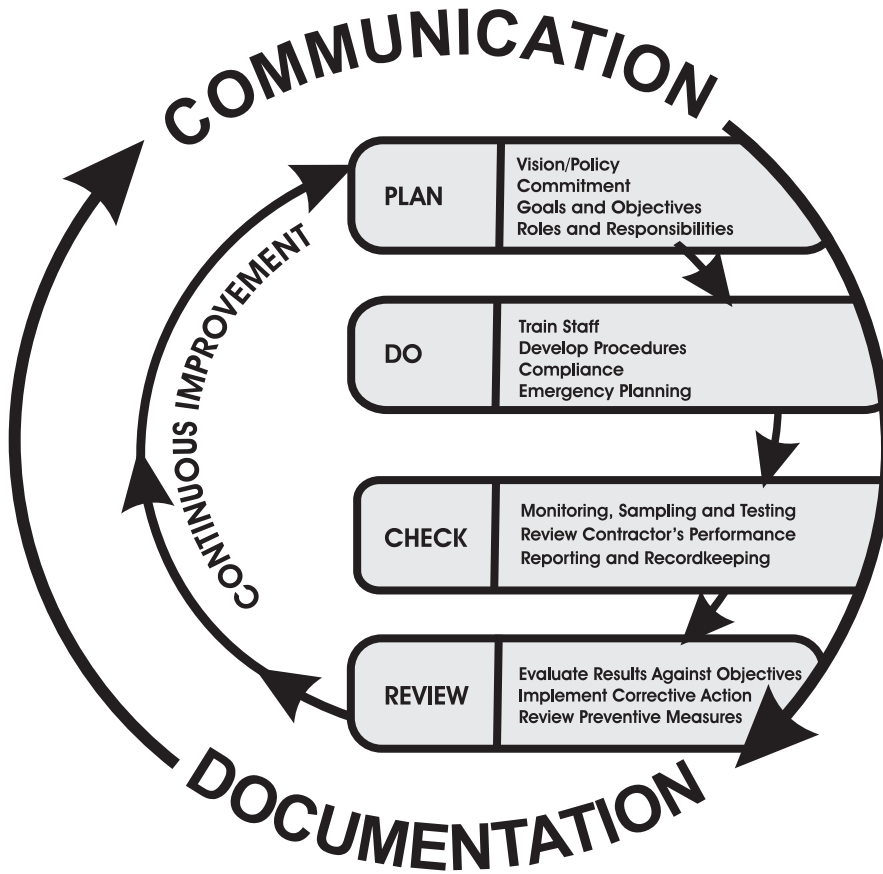 COMMUNICATION
PLAN
Vision/Policy
Commitment
Goals and Objectives
Roles and Responsibilities
CONTINUOUS IMPROVEMENT
DO
Train Staff
Develop Procedures
Compliance
Emergency Planning
CHECK
Monitoring, Sampling and Testing
Review Contractor's Performance
Reporting and Recordkeeping
REVIEW
Evaluate Results Against Objectives
Implement Corrective Action
Review Preventive Measures
DOCUMENTATION